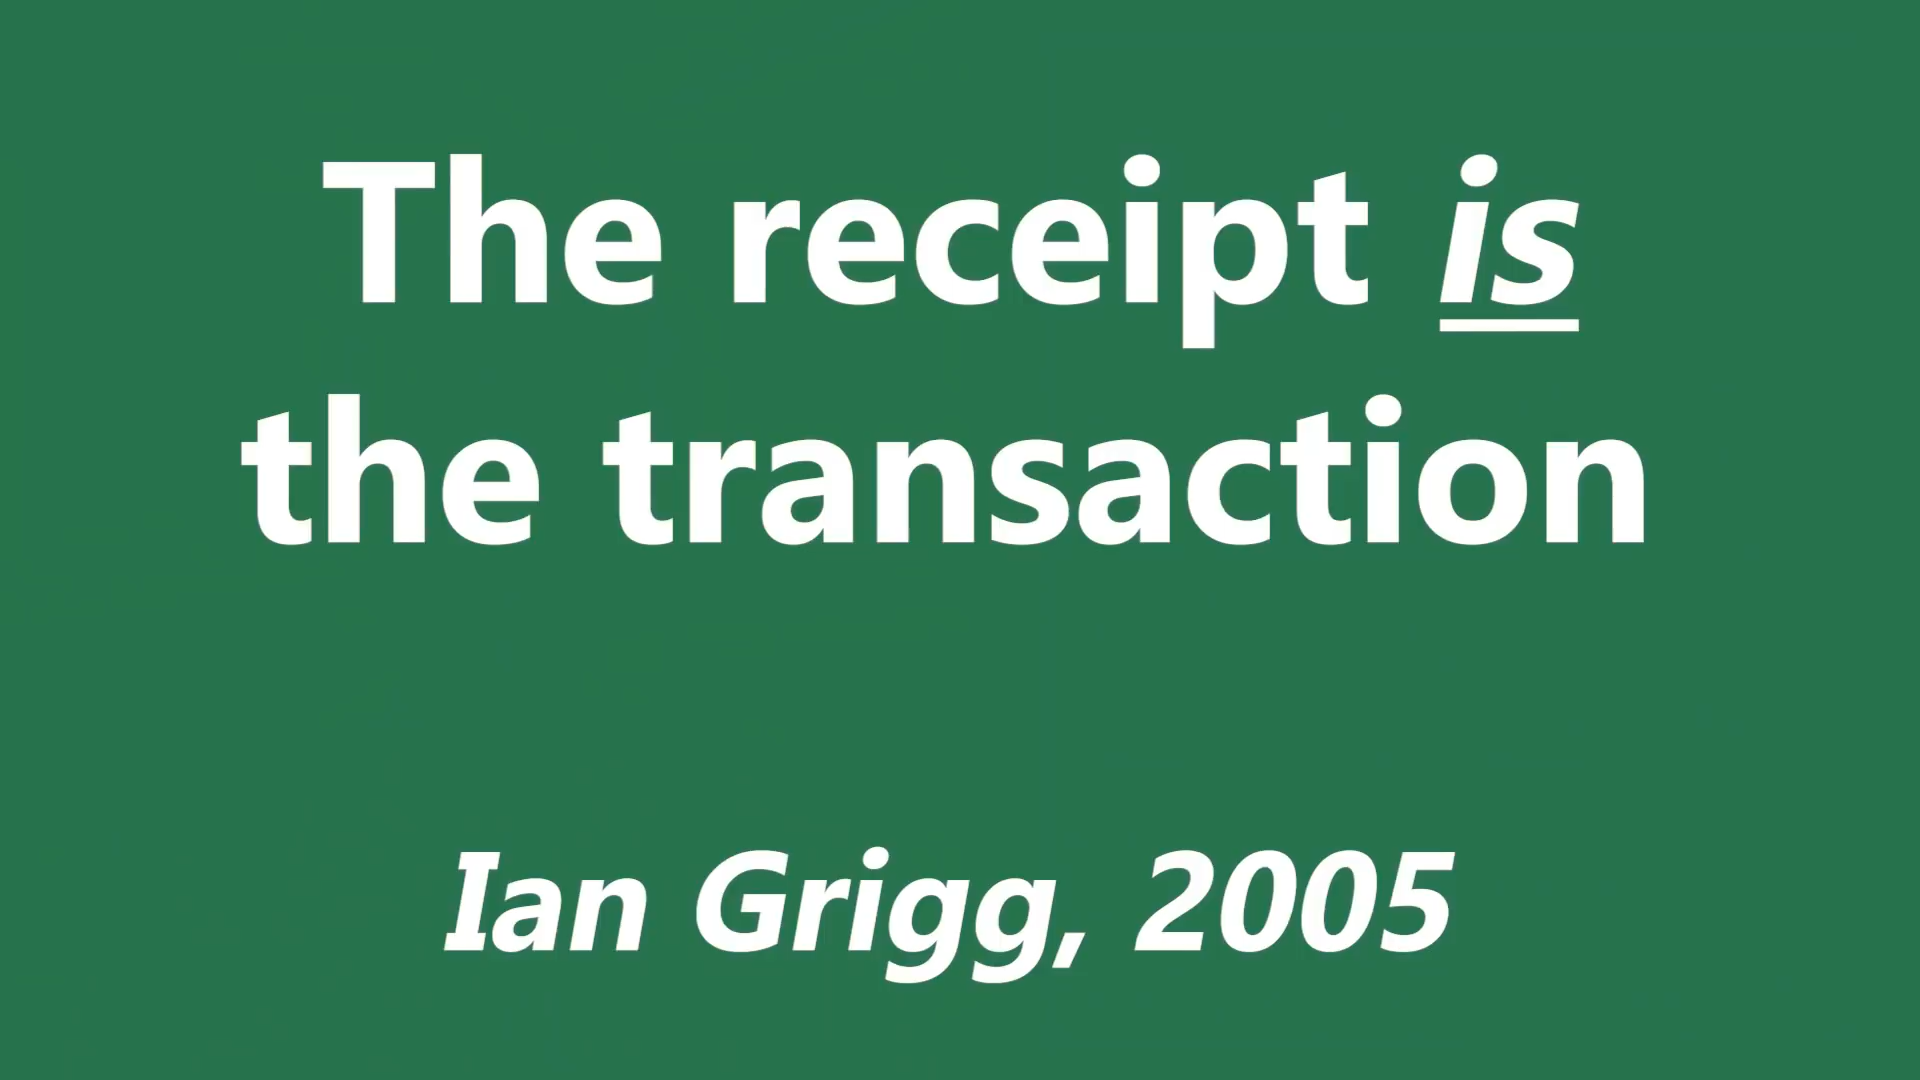 The receipt is
the transaction
Ian Grigg, 2005